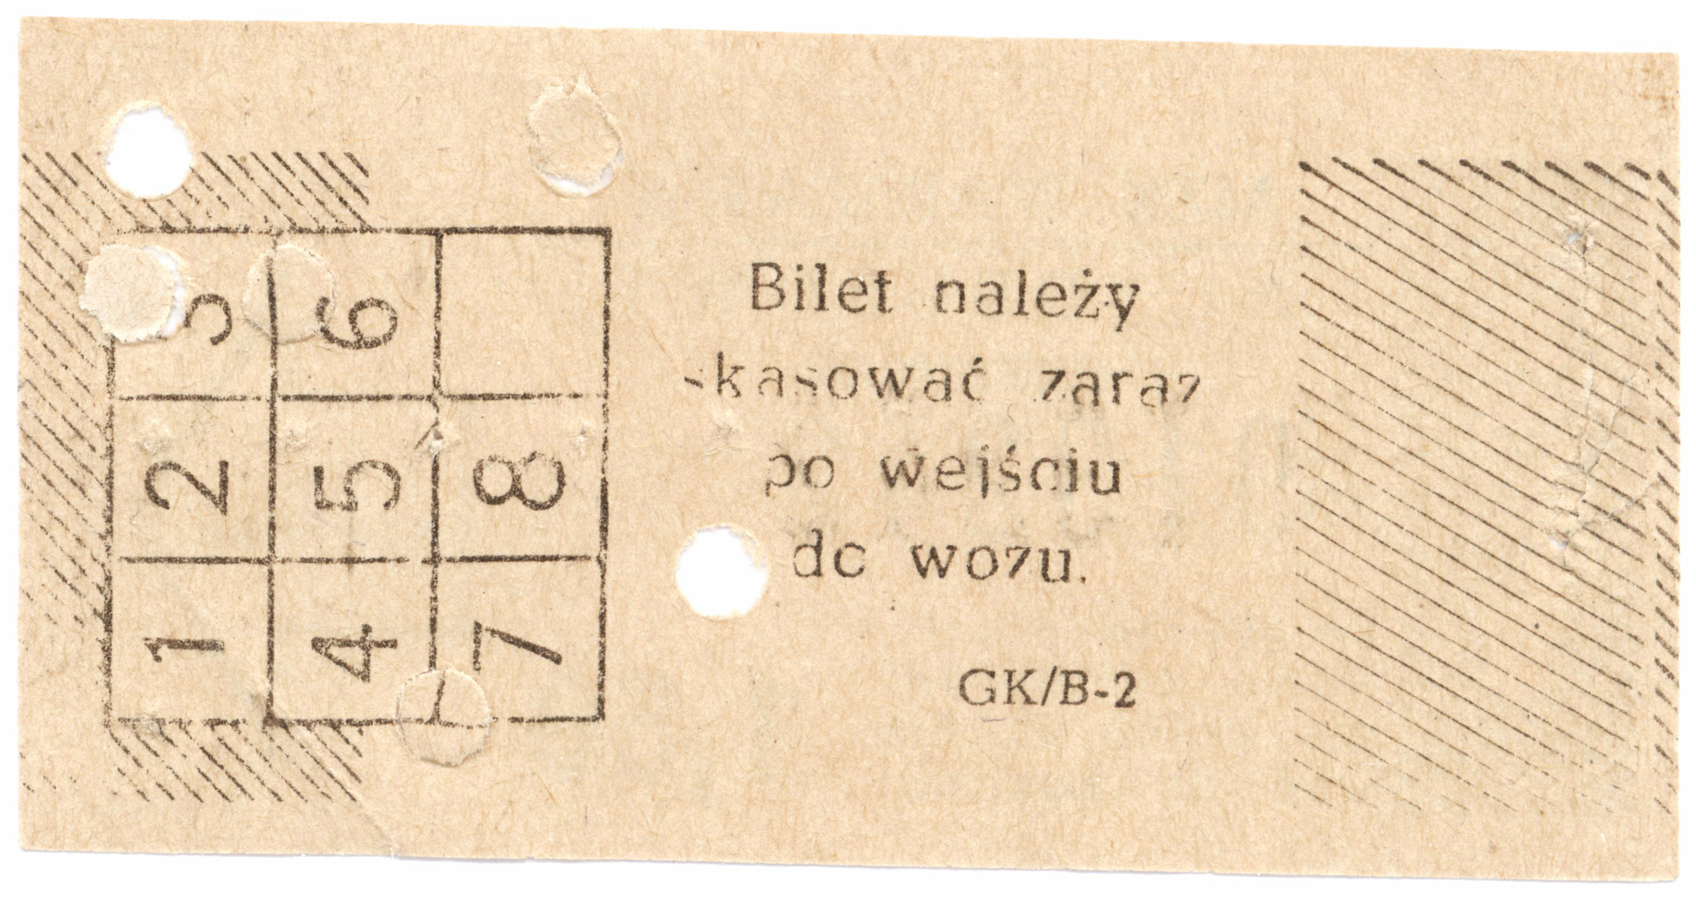 1 2 3
4 5 6
7 8
Bilet należy
skasować zaraz
po wejściu
do wozu.
GK/B-2